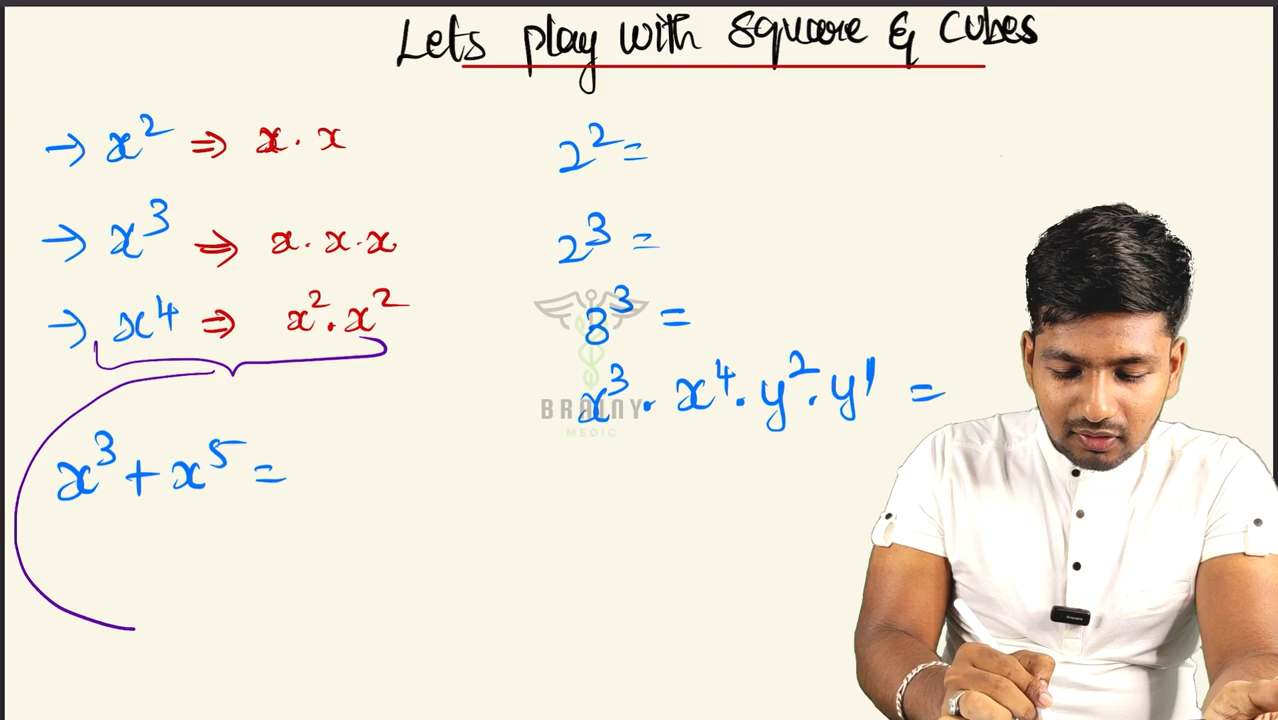 Lets play with square & cubes
→ x² ⇒ x . x
→ x³ ⇒ x . x . x
→ x⁴ ⇒ x² . x²
x³ + x⁵ =
2² =
2³ =
8³ =
x³ . x⁴ . y² . y¹ =
BRAINY
MEDIC